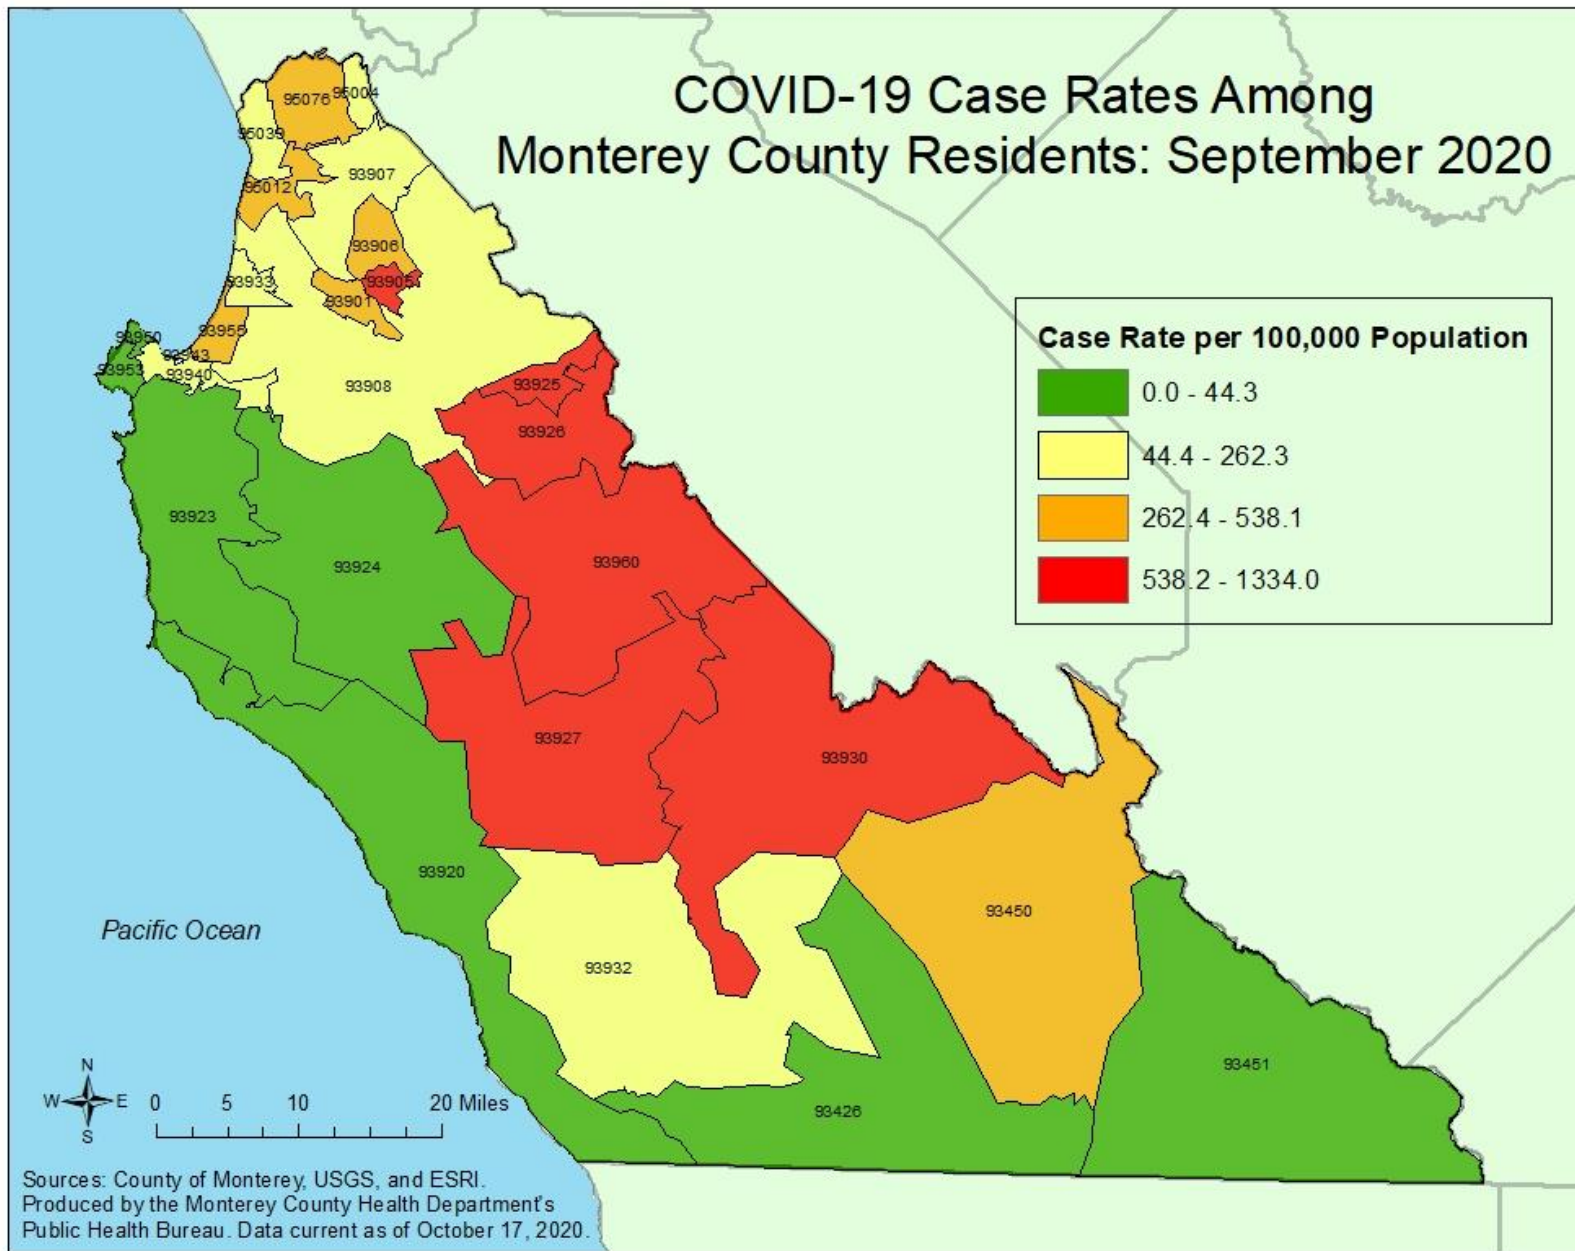 COVID-19 Case Rates Among
Monterey County Residents: September 2020
95076
95004
95039
93907
95012
93906
93905
93933
93901
93955
93950
93943
93953
93940
93908
93925
93926
93923
93924
93960
93927
93930
93920
93450
93932
93451
93426
Case Rate per 100,000 Population
0.0 - 44.3
44.4 - 262.3
262.4 - 538.1
538.2 - 1334.0
Pacific Ocean
N
W E
S
0 5 10 20 Miles
Sources: County of Monterey, USGS, and ESRI.
Produced by the Monterey County Health Department's
Public Health Bureau. Data current as of October 17, 2020.